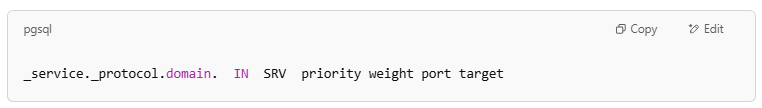 pgsql Copy Edit
_service._protocol.domain. IN SRV priority weight port target